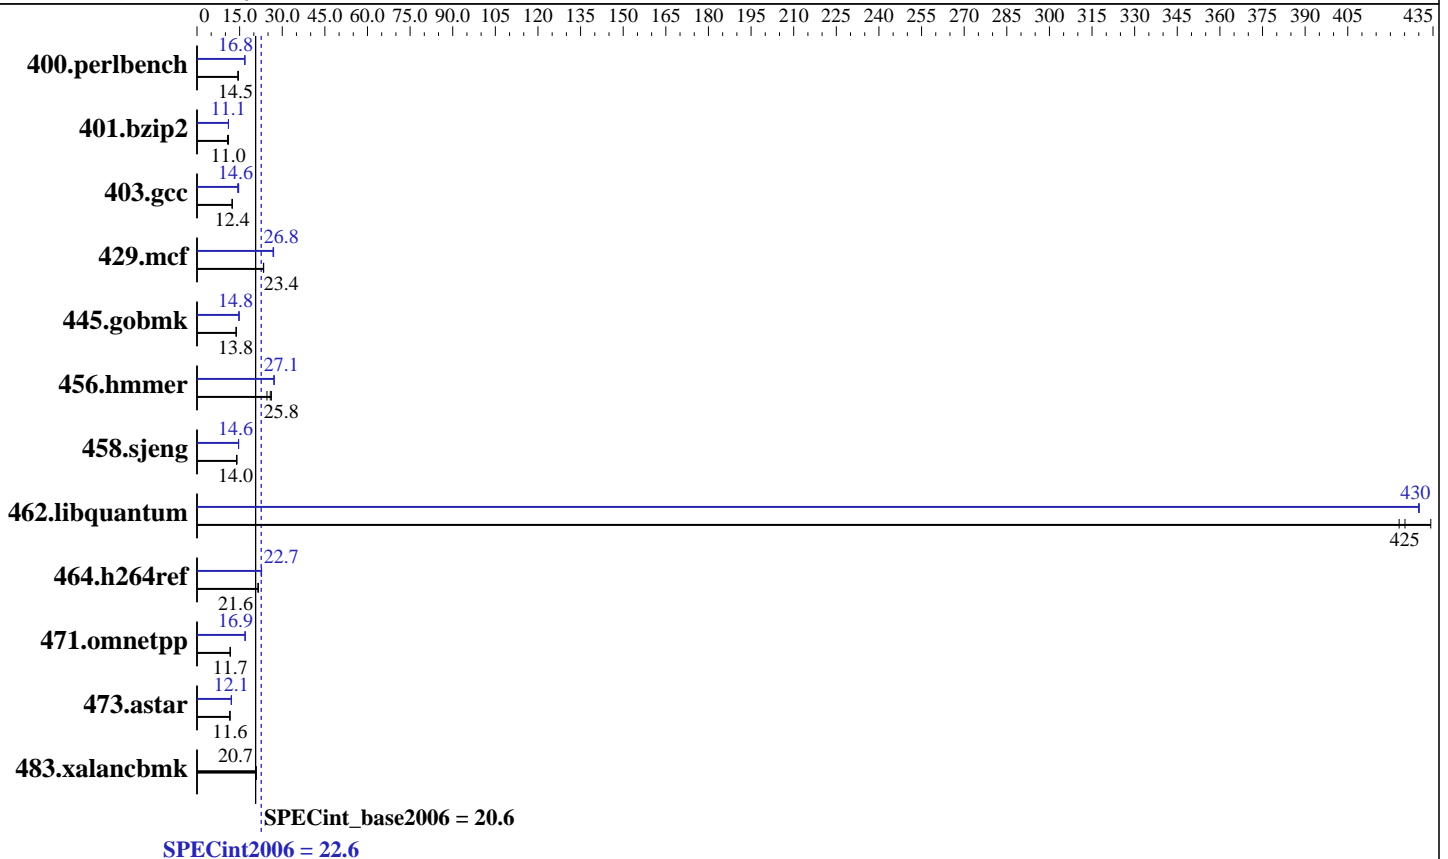 0 15.0 30.0 45.0 60.0 75.0 90.0 105 120 135 150 165 180 195 210 225 240 255 270 285 300 315 330 345 360 375 390 405 435
16.8
400.perlbench
14.5
11.1
401.bzip2
11.0
14.6
403.gcc
12.4
26.8
429.mcf
23.4
14.8
445.gobmk
13.8
27.1
456.hmmer
25.8
14.6
458.sjeng
14.0
430
462.libquantum
425
22.7
464.h264ref
21.6
16.9
471.omnetpp
11.7
12.1
473.astar
11.6
20.7
483.xalancbmk
SPECint_base2006 = 20.6
SPECint2006 = 22.6